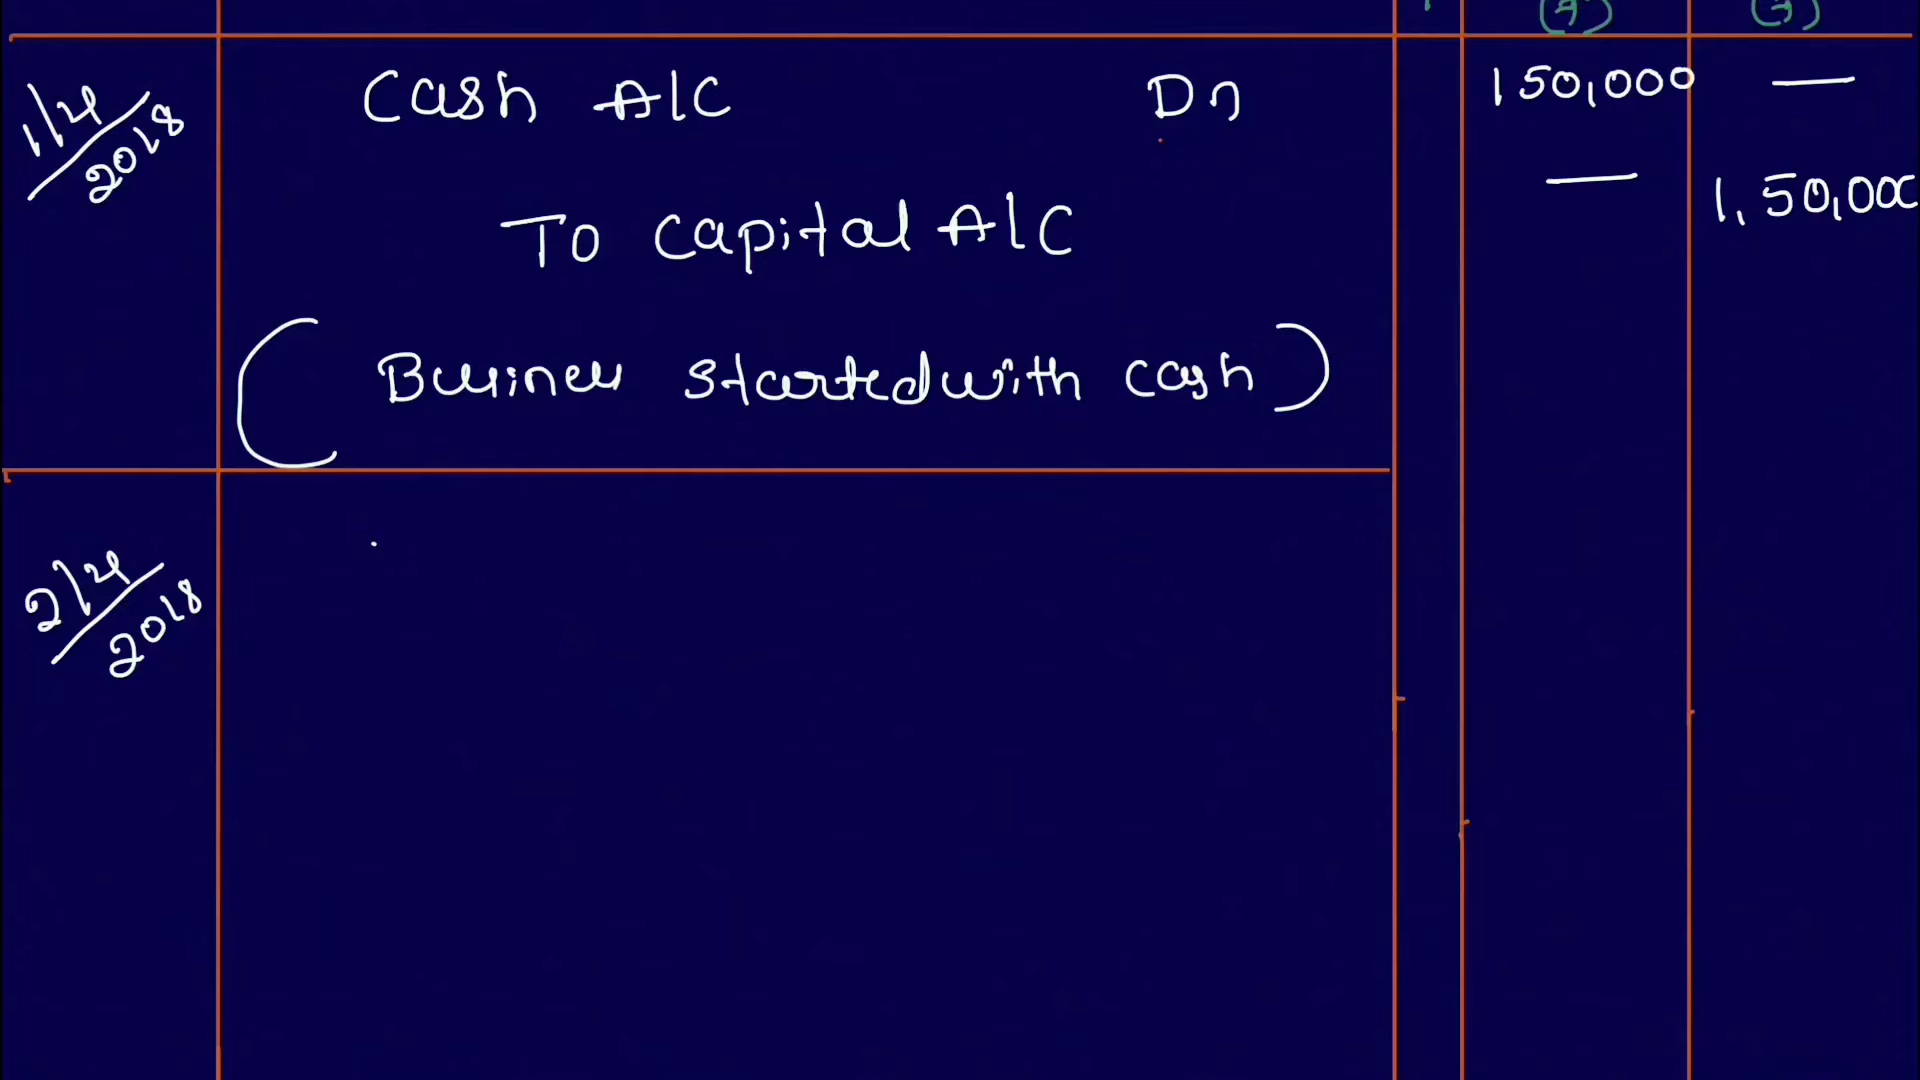 (₹) (₹)
1/4/2018 Cash A/C Dr 150,000 —
— 1,50,000
To Capital A/C
(Business started with cash)
2/4/2018